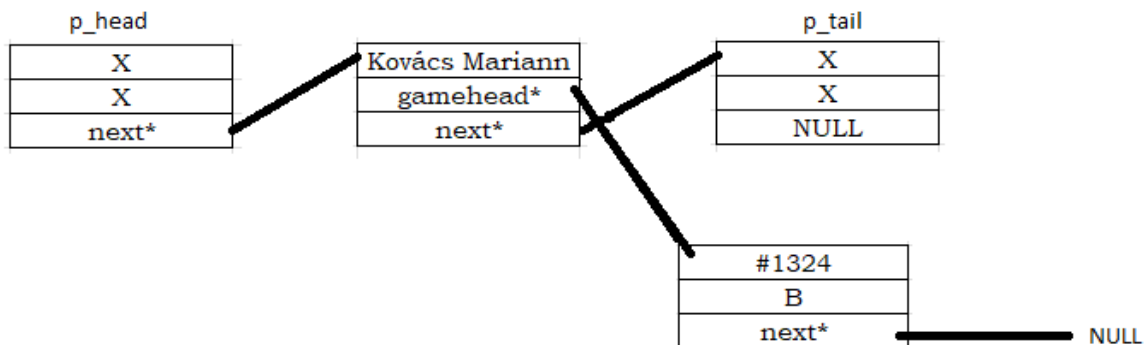 p_head
X
X
next*
Kovács Mariann
gamehead*
next*
p_tail
X
X
NULL
#1324
B
next*
NULL